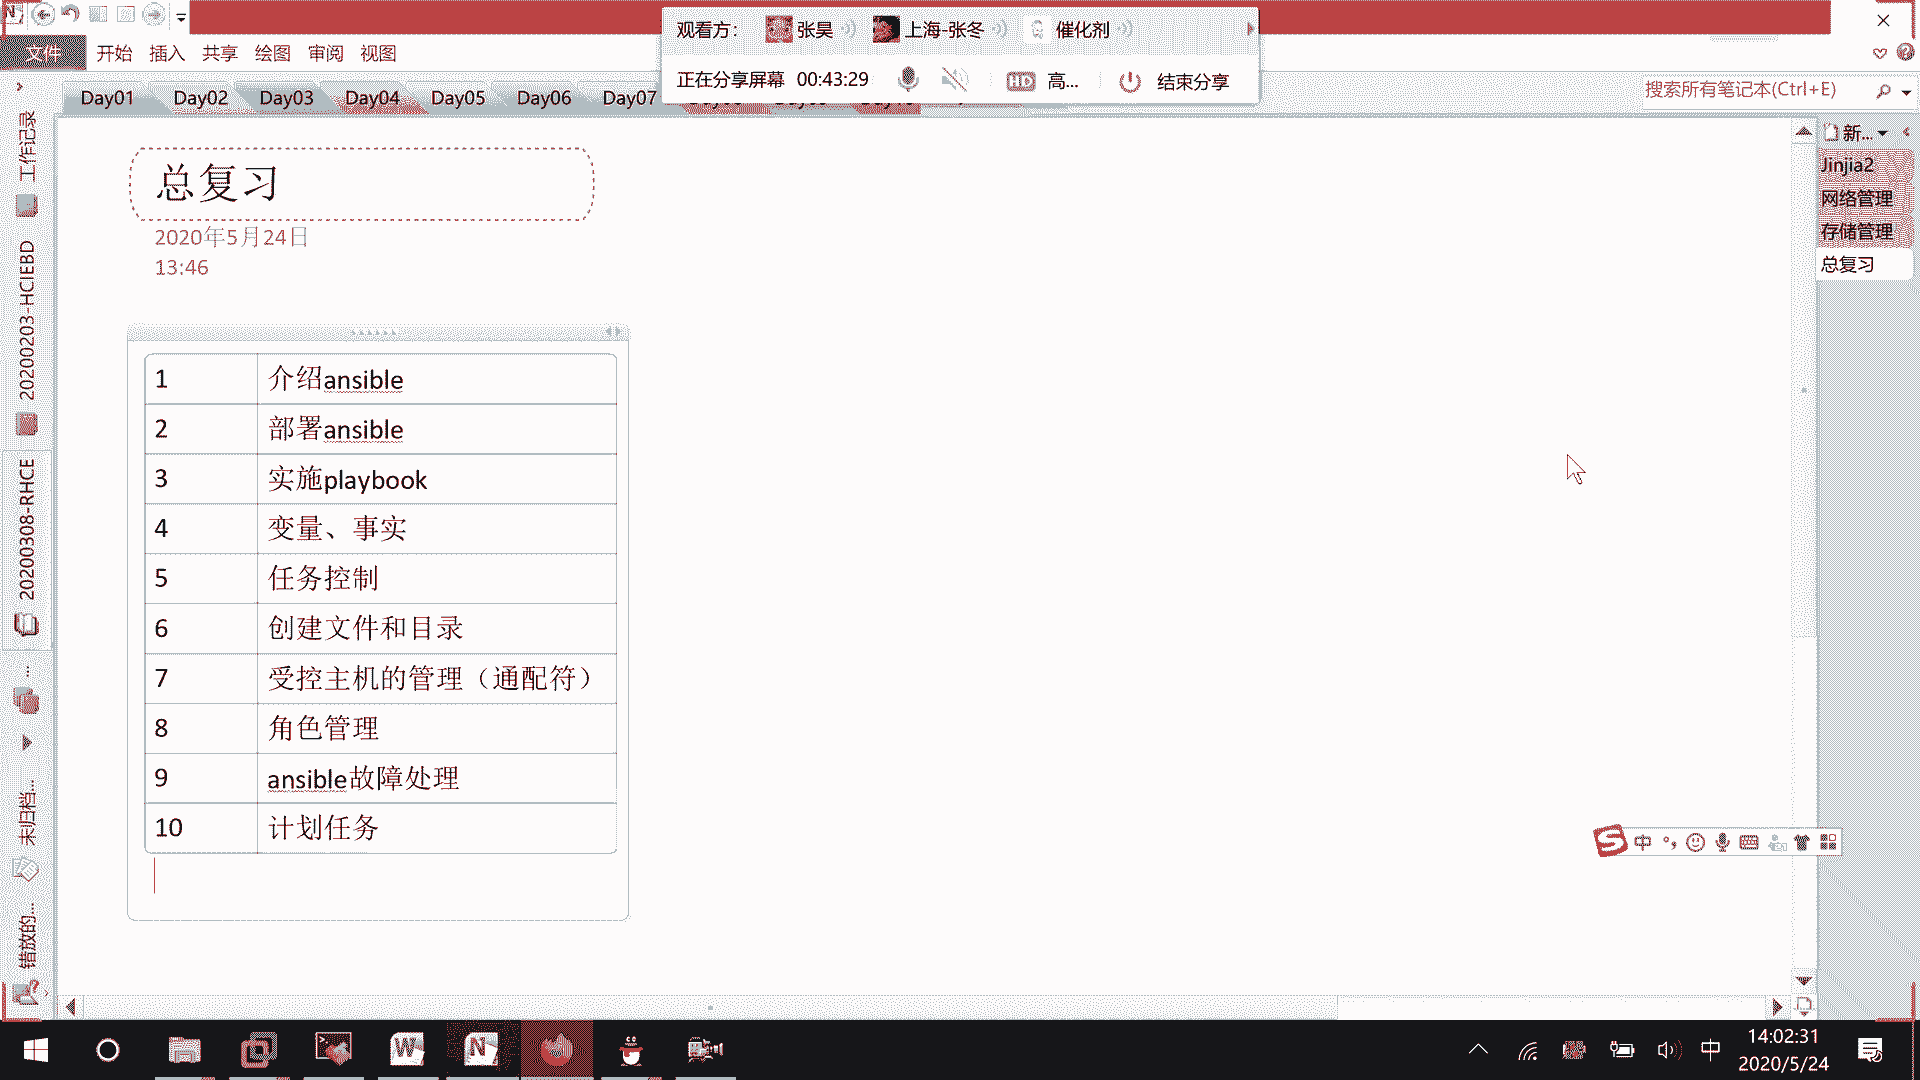 观看方： 张昊 上海-张冬 催化剂
正在分享屏幕 00:43:29 HD 高... 结束分享
文件 开始 插入 共享 绘图 审阅 视图
Day01 Day02 Day03 Day04 Day05 Day06 Day07
搜索所有笔记本(Ctrl+E)
工作记录
20200203-HCIEBD
20200308-RHCE
...
未归档...
错放的...
总复习
2020年5月24日
13:46
1 介绍ansible
2 部署ansible
3 实施playbook
4 变量、事实
5 任务控制
6 创建文件和目录
7 受控主机的管理（通配符）
8 角色管理
9 ansible故障处理
10 计划任务
新...
Jinjia2
网络管理
存储管理
总复习
S 中
中
14:02:31
2020/5/24